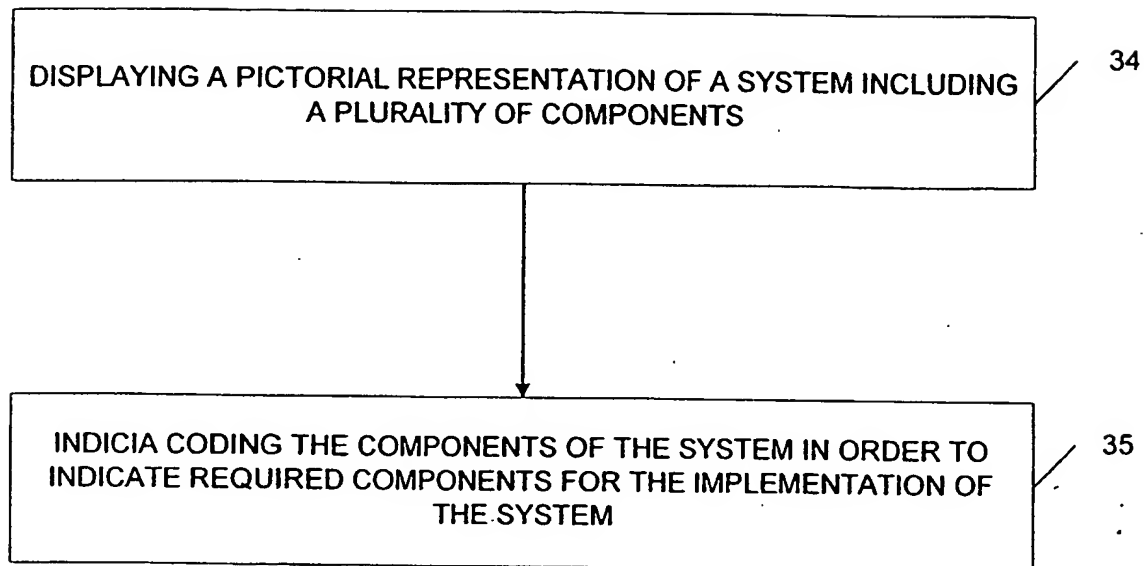 DISPLAYING A PICTORIAL REPRESENTATION OF A SYSTEM INCLUDING
A PLURALITY OF COMPONENTS
34
INDICIA CODING THE COMPONENTS OF THE SYSTEM IN ORDER TO
INDICATE REQUIRED COMPONENTS FOR THE IMPLEMENTATION OF
THE SYSTEM
35